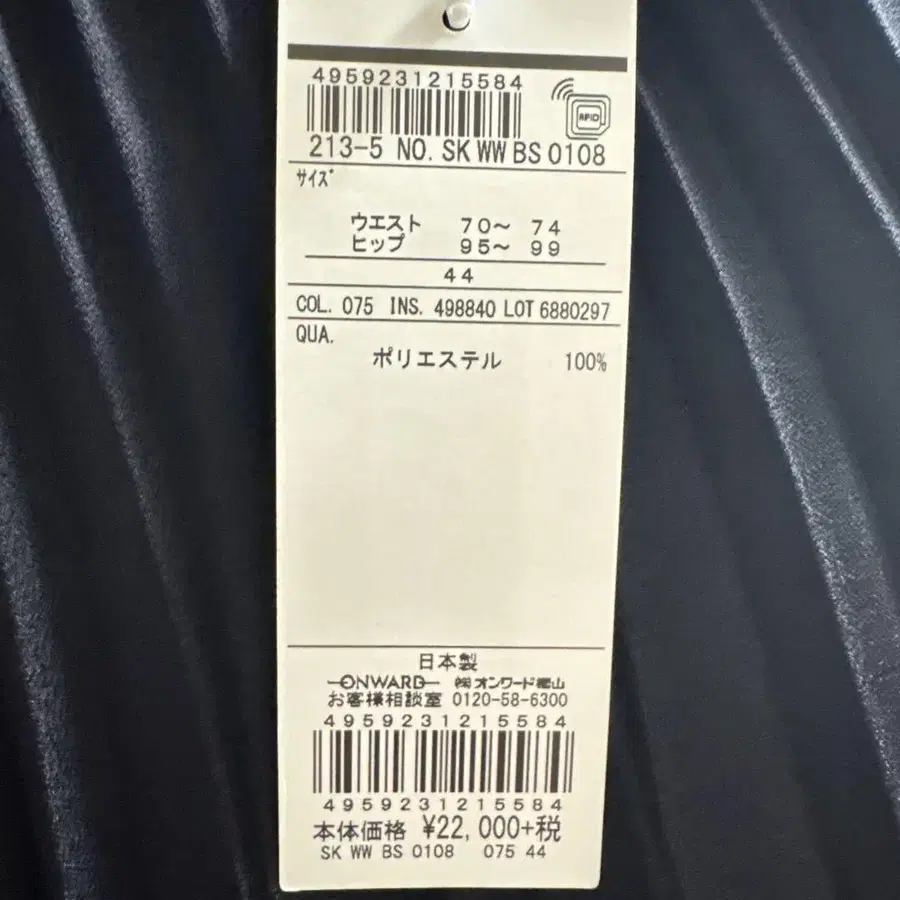 4959231215584
RFID
213-5 NO. SK WW BS 0108
サイズ
ウエスト 70〜 74
ヒップ 95〜 99
44
COL. 075 INS. 498840 LOT 6880297
QUA.
ポリエステル 100%
日本製
ONWARD ㈱オンワード樫山
お客様相談室 0120-58-6300
4959231215584
4959231215584
本体価格 ¥22,000+税
SK WW BS 0108 075 44